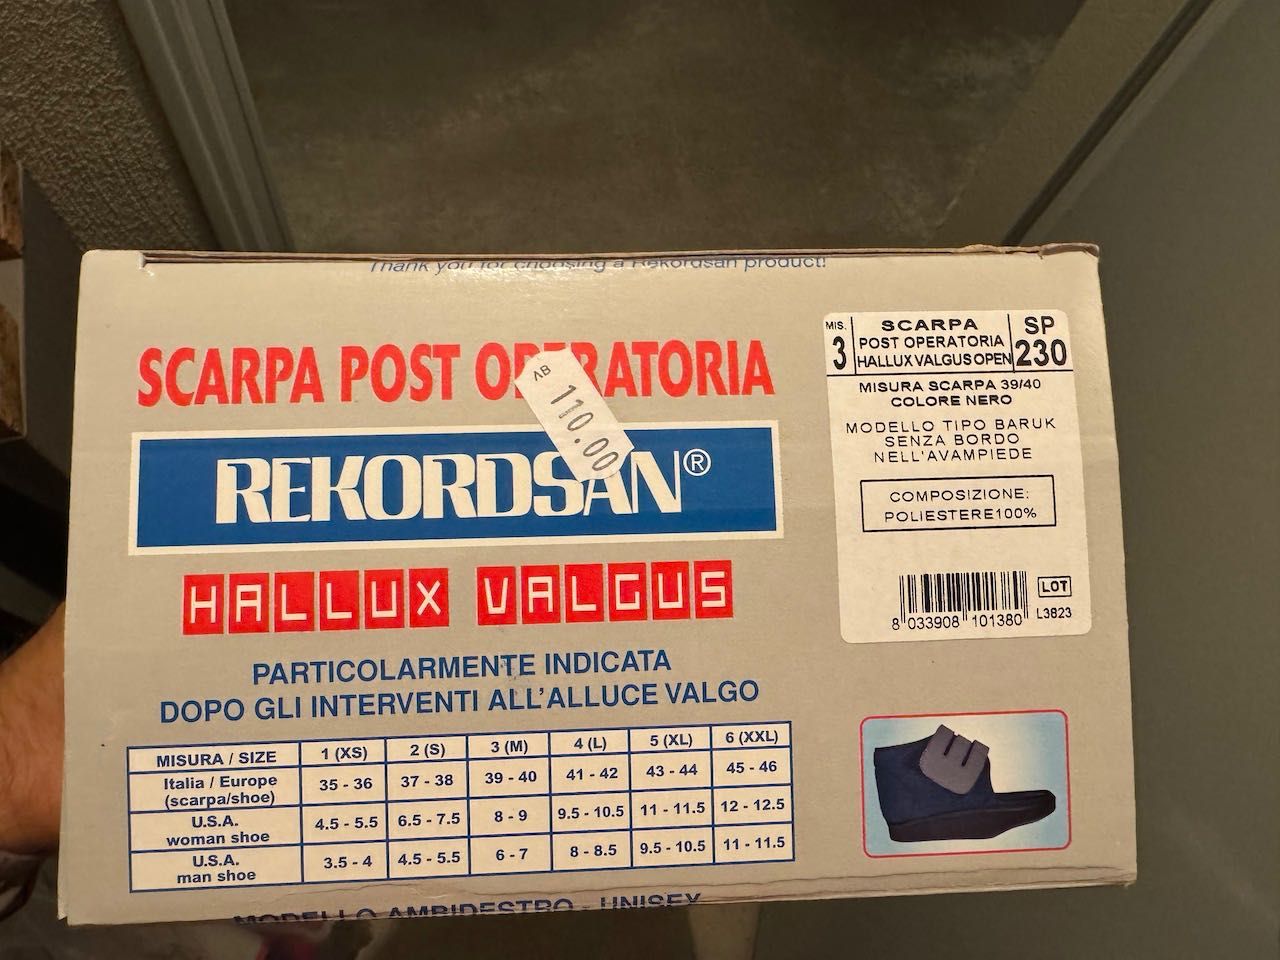 Thank you for choosing a Rekordsan product!
SCARPA POST OPERATORIA
AB
110.00
REKORDSAN®
HALLUX VALGUS
PARTICOLARMENTE INDICATA
DOPO GLI INTERVENTI ALL'ALLUCE VALGO
MISURA / SIZE 1 (XS) 2 (S) 3 (M) 4 (L) 5 (XL) 6 (XXL)
Italia / Europe (scarpa/shoe) 35 - 36 37 - 38 39 - 40 41 - 42 43 - 44 45 - 46
U.S.A. woman shoe 4.5 - 5.5 6.5 - 7.5 8 - 9 9.5 - 10.5 11 - 11.5 12 - 12.5
U.S.A. man shoe 3.5 - 4 4.5 - 5.5 6 - 7 8 - 8.5 9.5 - 10.5 11 - 11.5
MODELLO AMBIDESTRO - UNISEX
MIS. 3
SCARPA
POST OPERATORIA
HALLUX VALGUS OPEN
SP 230
MISURA SCARPA 39/40
COLORE NERO
MODELLO TIPO BARUK
SENZA BORDO
NELL'AVAMPIEDE
COMPOSIZIONE:
POLIESTERE100%
8 033908 101380
LOT
L3823